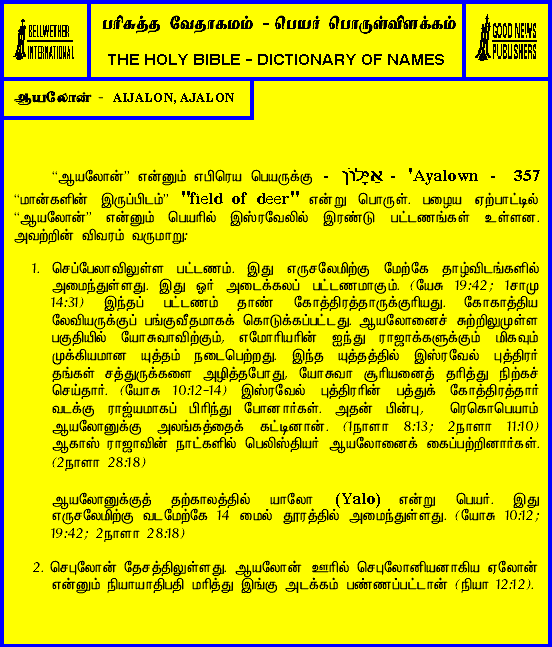 BELLWETHER
INTERNATIONAL
பரிசுத்த வேதாகமம் - பெயர் பொருள்விளக்கம்
THE HOLY BIBLE - DICTIONARY OF NAMES
GOOD NEWS
PUBLISHERS
ஆயலோன் - AIJALON, AJALON
“ஆயலோன்” என்னும் எபிரெய பெயருக்கு - אַיָּלוֹן - 'Ayalown - 357
“மான்களின் இருப்பிடம்” "field of deer" என்று பொருள். பழைய ஏற்பாட்டில்
“ஆயலோன்” என்னும் பெயரில் இஸ்ரவேலில் இரண்டு பட்டணங்கள் உள்ளன.
அவற்றின் விவரம் வருமாறு:
1. செப்பேலாவிலுள்ள பட்டணம். இது எருசலேமிற்கு மேற்கே தாழ்விடங்களில்
அமைந்துள்ளது. இது ஓர் அடைக்கலப் பட்டணமாகும். (யோசு 19:42; 1சாமு
14:31) இந்தப் பட்டணம் தாண் கோத்திரத்தாருக்குரியது. கோகாத்திய
லேவியருக்குப் பங்குவீதமாகக் கொடுக்கப்பட்டது. ஆயலோனைச் சுற்றிலுமுள்ள
பகுதியில் யோசுவாவிற்கும், எமோரியரின் ஐந்து ராஜாக்களுக்கும் மிகவும்
முக்கியமான யுத்தம் நடைபெற்றது. இந்த யுத்தத்தில் இஸ்ரவேல் புத்திரர்
தங்கள் சத்துருக்களை அழித்தபோது, யோசுவா சூரியனைத் தரித்து நிற்கச்
செய்தார். (யோசு 10:12-14) இஸ்ரவேல் புத்திரரின் பத்துக் கோத்திரத்தார்
வடக்கு ராஜ்யமாகப் பிரிந்து போனார்கள். அதன் பின்பு, ரெகொபெயாம்
ஆயலோனுக்கு அலங்கத்தைக் கட்டினான். (1நாளா 8:13; 2நாளா 11:10)
ஆகாஸ் ராஜாவின் நாட்களில் பெலிஸ்தியர் ஆயலோனைக் கைப்பற்றினார்கள்.
(2நாளா 28:18)
ஆயலோனுக்குத் தற்காலத்தில் யாலோ (Yalo) என்று பெயர். இது
எருசலேமிற்கு வடமேற்கே 14 மைல் தூரத்தில் அமைந்துள்ளது. (யோசு 10:12;
19:42; 2நாளா 28:18)
2. செபுலோன் தேசத்திலுள்ளது. ஆயலோன் ஊரில் செபுலோனியனாகிய ஏலோன்
என்னும் நியாயாதிபதி மரித்து இங்கு அடக்கம் பண்ணப்பட்டான் (நியா 12:12).